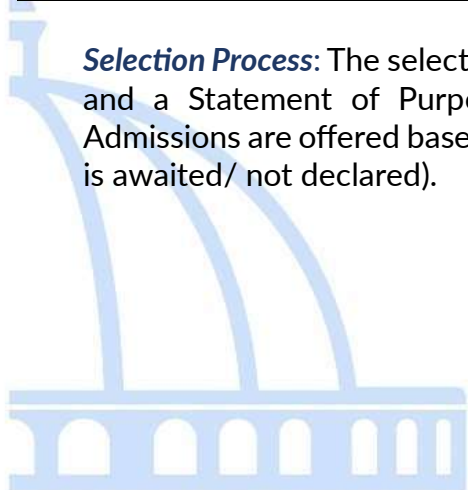 Selection Process: The select
and a Statement of Purp
Admissions are offered base
is awaited/ not declared).